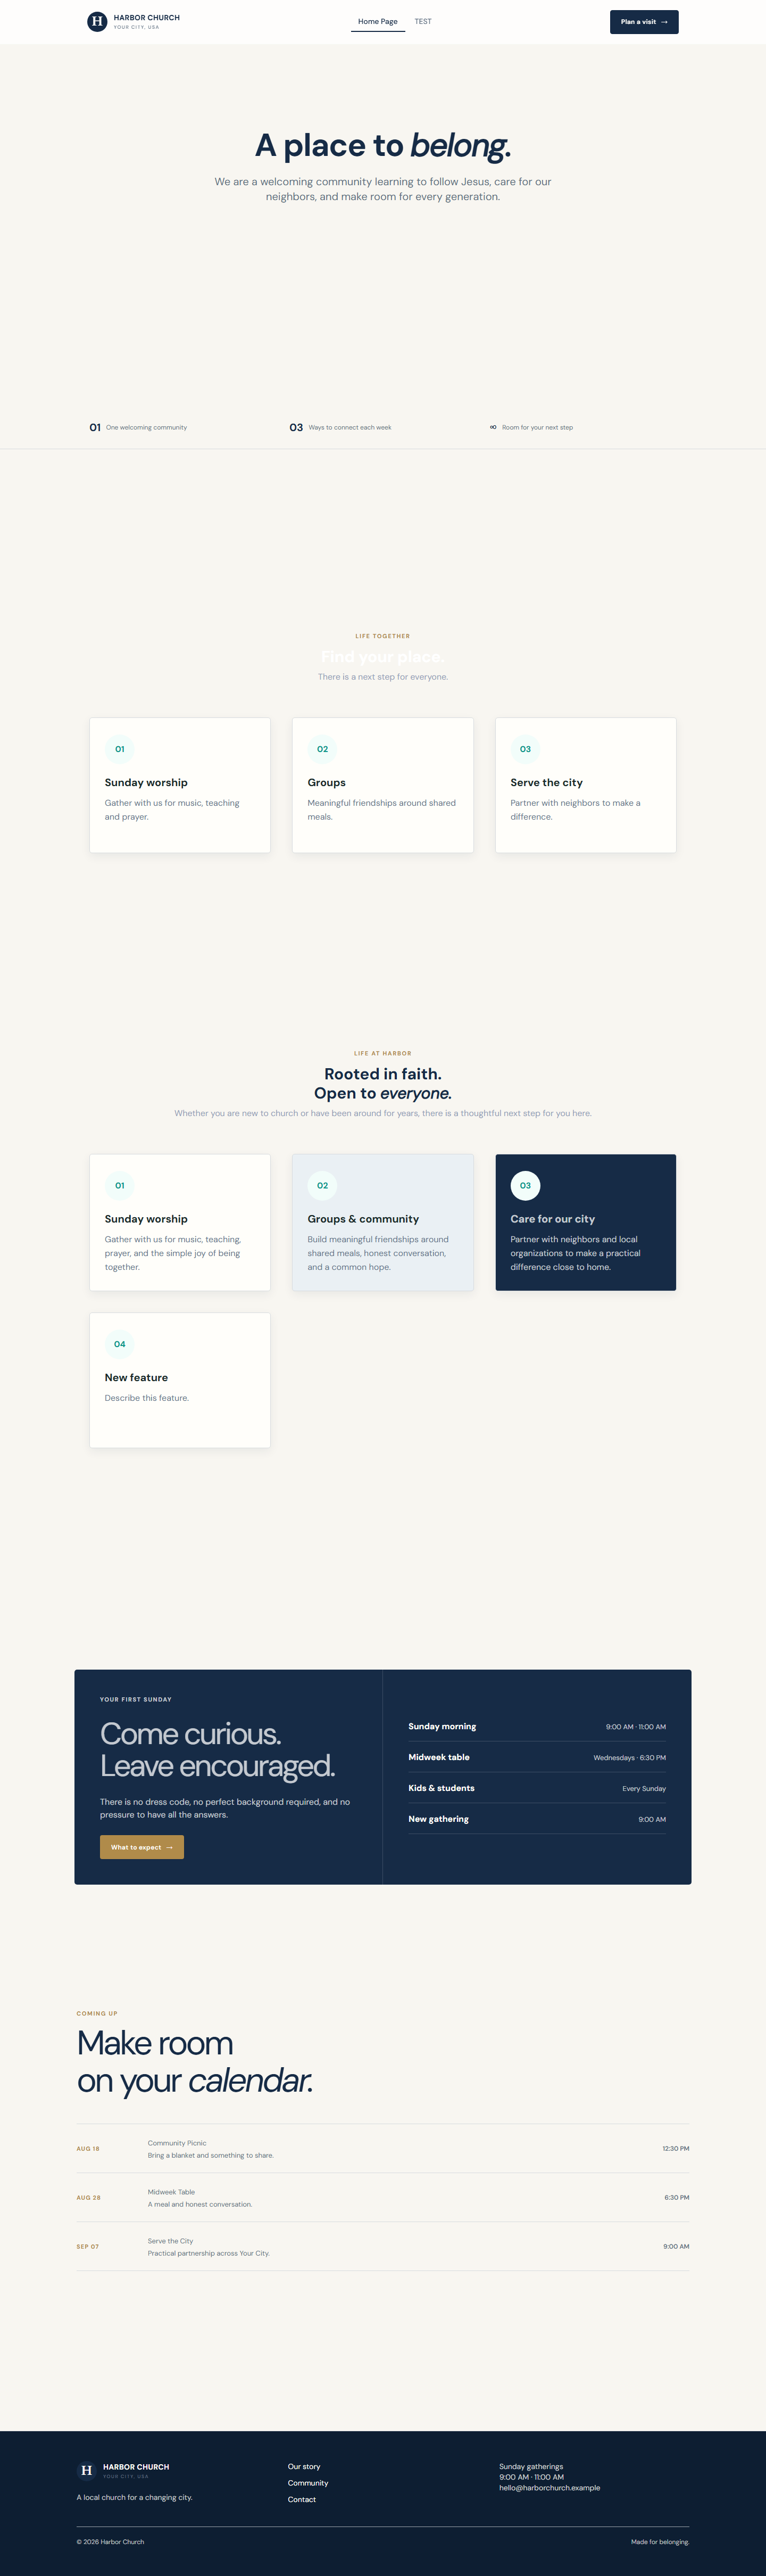 H
HARBOR CHURCH
YOUR CITY, USA
Home Page
TEST
Plan a visit →
A place to belong.
We are a welcoming community learning to follow Jesus, care for our
neighbors, and make room for every generation.
01 One welcoming community
03 Ways to connect each week
∞ Room for your next step
LIFE TOGETHER
Find your place.
There is a next step for everyone.
01
Sunday worship
Gather with us for music, teaching
and prayer.
02
Groups
Meaningful friendships around shared
meals.
03
Serve the city
Partner with neighbors to make a
difference.
LIFE AT HARBOR
Rooted in faith.
Open to everyone.
Whether you are new to church or have been around for years, there is a thoughtful next step for you here.
01
Sunday worship
Gather with us for music, teaching,
prayer, and the simple joy of being
together.
02
Groups & community
Build meaningful friendships around
shared meals, honest conversation,
and a common hope.
03
Care for our city
Partner with neighbors and local
organizations to make a practical
difference close to home.
04
New feature
Describe this feature.
YOUR FIRST SUNDAY
Come curious.
Leave encouraged.
There is no dress code, no perfect background required, and no
pressure to have all the answers.
What to expect →
Sunday morning 9:00 AM · 11:00 AM
Midweek table Wednesdays · 6:30 PM
Kids & students Every Sunday
New gathering 9:00 AM
COMING UP
Make room
on your calendar.
AUG 18
Community Picnic
Bring a blanket and something to share.
12:30 PM
AUG 28
Midweek Table
A meal and honest conversation.
6:30 PM
SEP 07
Serve the City
Practical partnership across Your City.
9:00 AM
H
HARBOR CHURCH
YOUR CITY, USA
A local church for a changing city.
Our story
Community
Contact
Sunday gatherings
9:00 AM · 11:00 AM
hello@harborchurch.example
© 2026 Harbor Church
Made for belonging.